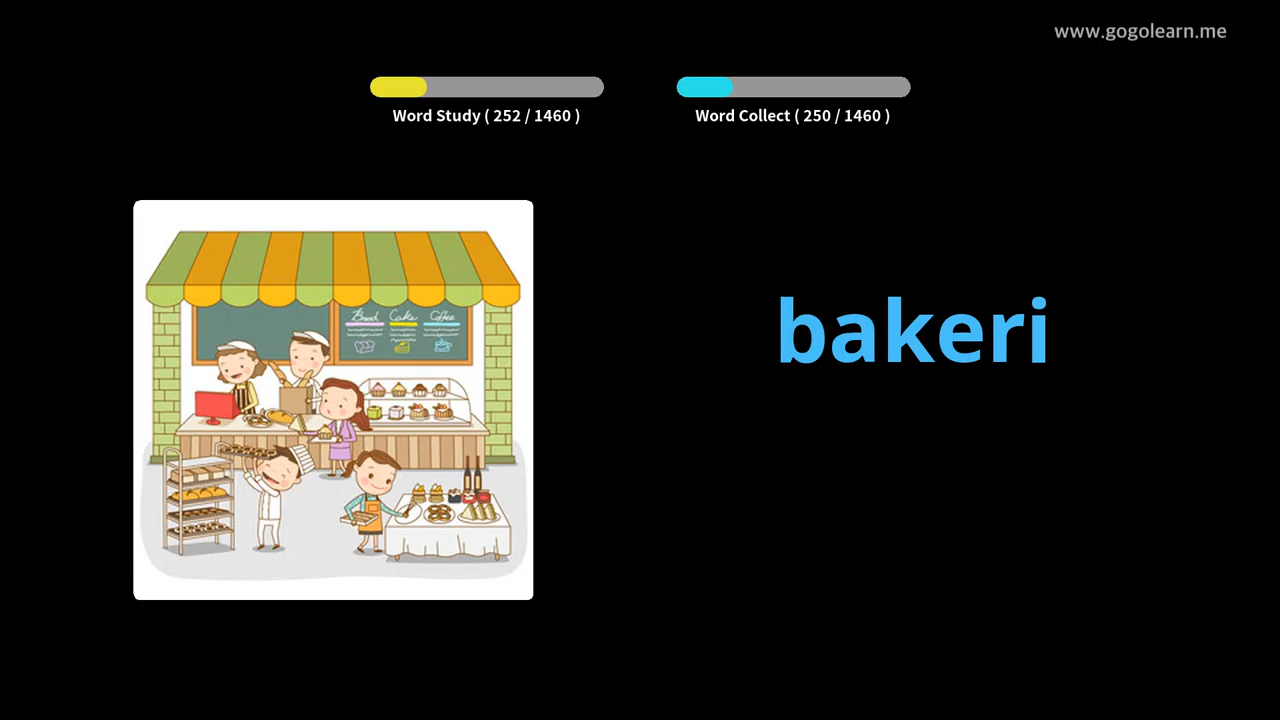 www.gogolearn.me
Word Study ( 252 / 1460 )
Word Collect ( 250 / 1460 )
Bread Cake Coffee
bakeri